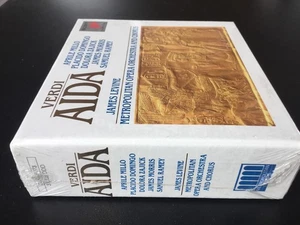 VERDI
AIDA
APRILE MILLO
PLACIDO DOMINGO
DOLORA ZAJICK
JAMES MORRIS
SAMUEL RAMEY
JAMES LEVINE
METROPOLITAN OPERA ORCHESTRA AND CHORUS
VERDI
AIDA
APRILE MILLO
PLACIDO DOMINGO
DOLORA ZAJICK
JAMES MORRIS
SAMUEL RAMEY
JAMES LEVINE
METROPOLITAN
OPERA ORCHESTRA
AND CHORUS